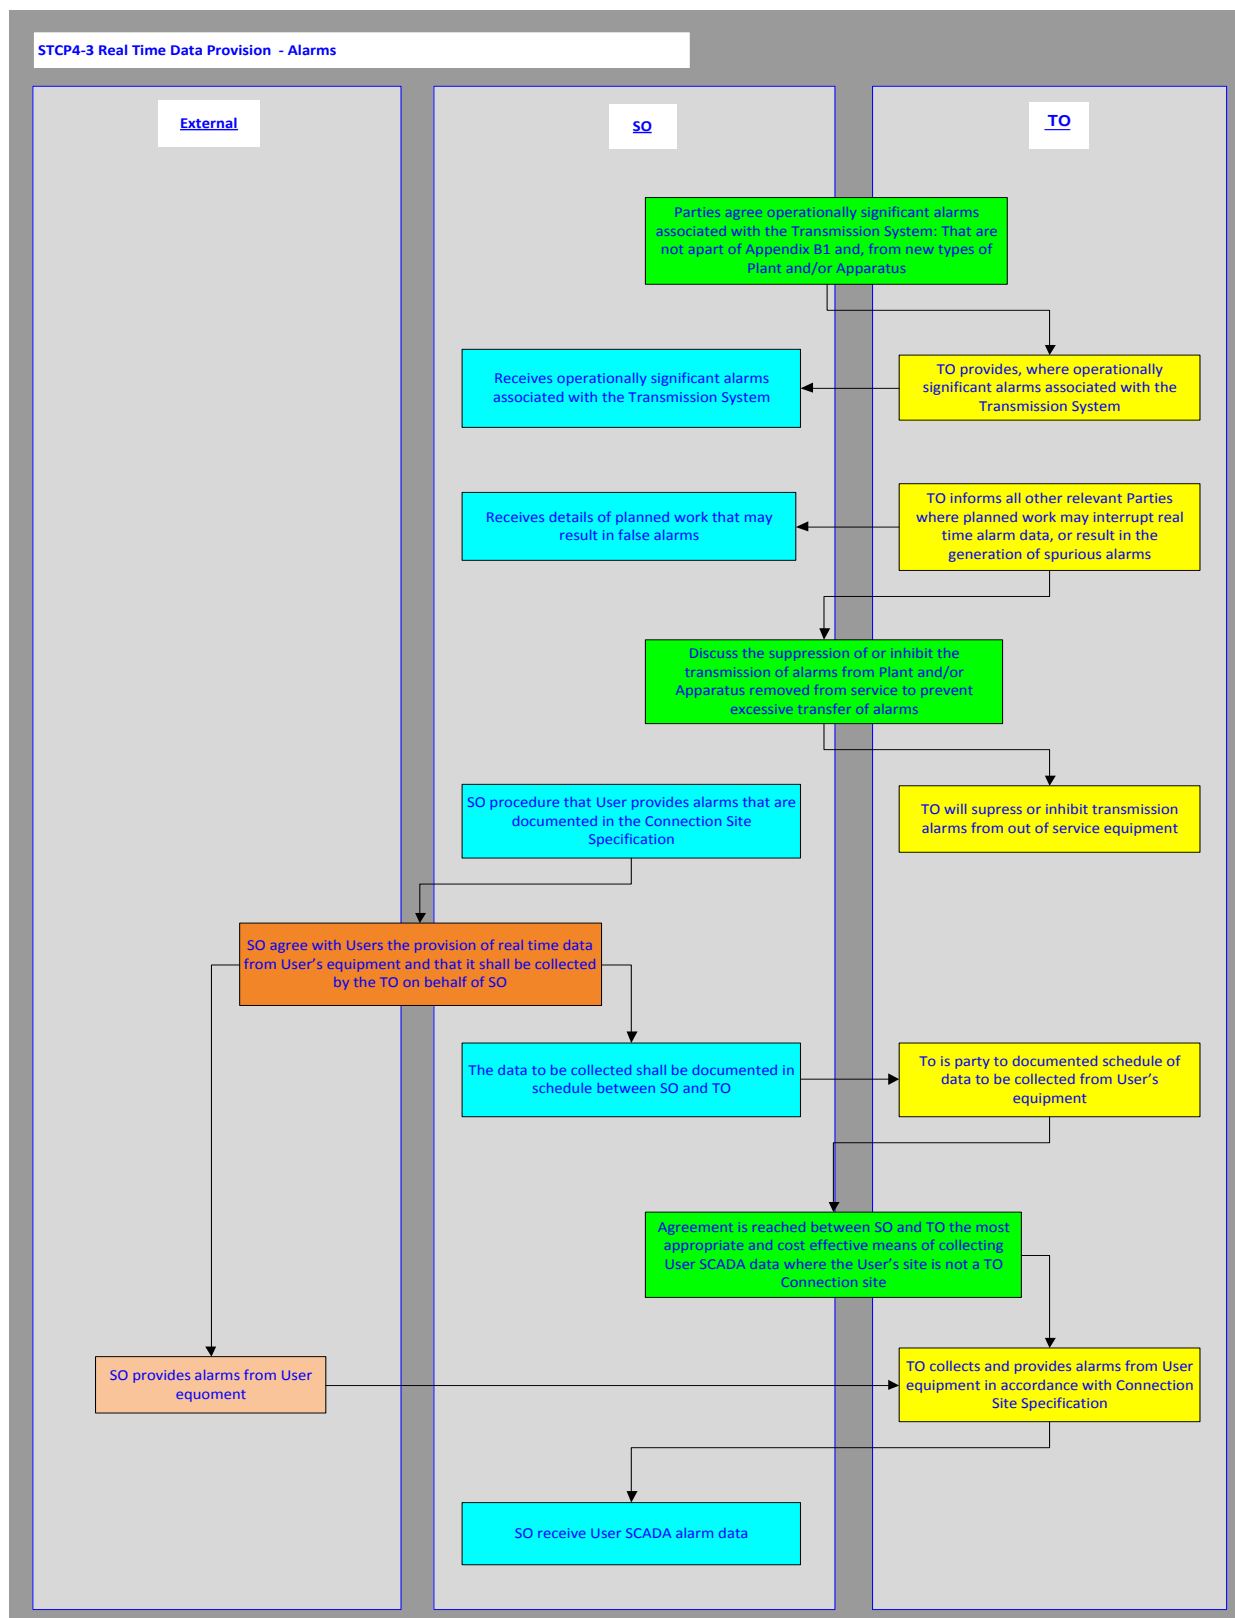 STCP4-3 Real Time Data Provision - Alarms
External
SO
TO
Parties agree operationally significant alarms
associated with the Transmission System: That are
not apart of Appendix B1 and, from new types of
Plant and/or Apparatus
Receives operationally significant alarms
associated with the Transmission System
TO provides, where operationally
significant alarms associated with the
Transmission System
Receives details of planned work that may
result in false alarms
TO informs all other relevant Parties
where planned work may interrupt real
time alarm data, or result in the
generation of spurious alarms
Discuss the suppression of or inhibit the
transmission of alarms from Plant and/or
Apparatus removed from service to prevent
excessive transfer of alarms
SO procedure that User provides alarms that are
documented in the Connection Site
Specification
TO will supress or inhibit transmission
alarms from out of service equipment
SO agree with Users the provision of real time data
from User's equipment and that it shall be collected
by the TO on behalf of SO
The data to be collected shall be documented in
schedule between SO and TO
To is party to documented schedule of
data to be collected from User's
equipment
Agreement is reached between SO and TO the most
appropriate and cost effective means of collecting
User SCADA data where the User's site is not a TO
Connection site
SO provides alarms from User
equoment
TO collects and provides alarms from User
equipment in accordance with Connection
Site Specification
SO receive User SCADA alarm data